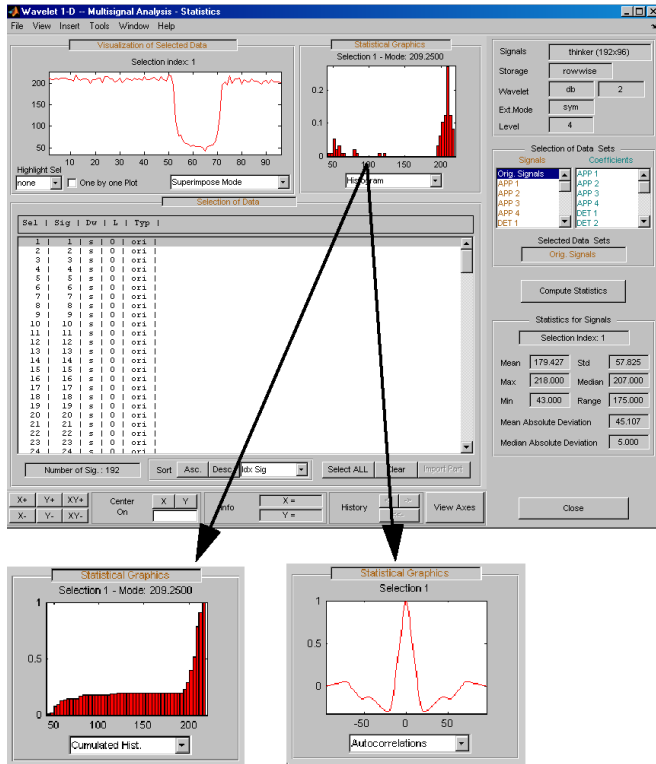 Wavelet 1-D -- Multisignal Analysis - Statistics
File View Insert Tools Window Help
Visualization of Selected Data
Selection index: 1
200
150
100
50
10 20 30 40 50 60 70 80 90
Highlight Sel
none
One by one Plot
Superimpose Mode
Statistical Graphics
Selection 1 - Mode: 209.2500
0.2
0.1
0
50 100 150 200
Histogram
Signals thinker (192x96)
Storage rowwise
Wavelet db 2
Ext.Mode sym
Level 4
Selection of Data Sets
Signals Coefficients
Orig. Signals APP 1
APP 1 APP 2
APP 2 APP 3
APP 3 APP 4
APP 4 DET 1
DET 1 DET 2
Selected Data Sets
Orig. Signals
Compute Statistics
Statistics for Signals
Selection Index: 1
Mean 179.427 Std 57.825
Max 218.000 Median 207.000
Min 43.000 Range 175.000
Mean Absolute Deviation 45.107
Median Absolute Deviation 5.000
Close
Selection of Data
Sel | Sig | Dw | L | Typ |
1 | 1 | s | 0 | ori |
2 | 2 | s | 0 | ori |
3 | 3 | s | 0 | ori |
4 | 4 | s | 0 | ori |
5 | 5 | s | 0 | ori |
6 | 6 | s | 0 | ori |
7 | 7 | s | 0 | ori |
8 | 8 | s | 0 | ori |
9 | 9 | s | 0 | ori |
10 | 10 | s | 0 | ori |
11 | 11 | s | 0 | ori |
12 | 12 | s | 0 | ori |
13 | 13 | s | 0 | ori |
14 | 14 | s | 0 | ori |
15 | 15 | s | 0 | ori |
16 | 16 | s | 0 | ori |
17 | 17 | s | 0 | ori |
18 | 18 | s | 0 | ori |
19 | 19 | s | 0 | ori |
20 | 20 | s | 0 | ori |
21 | 21 | s | 0 | ori |
22 | 22 | s | 0 | ori |
23 | 23 | s | 0 | ori |
24 | 24 | s | 0 | ori |
Number of Sig. : 192
Sort Asc. Desc. Idx Sig
Select ALL Clear Import Part
X+ Y+ XY+
X- Y- XY-
Center On
X Y
Info
X =
Y =
History
<- ->
<<-
View Axes
Statistical Graphics
Selection 1 - Mode: 209.2500
1
0.5
0
50 100 150 200
Cumulated Hist.
Statistical Graphics
Selection 1
1
0.5
0
-50 0 50
Autocorrelations